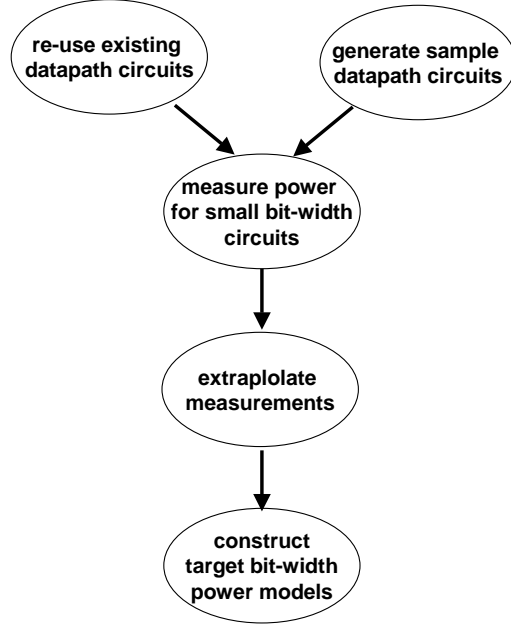 re-use existing
datapath circuits
generate sample
datapath circuits
measure power
for small bit-width
circuits
extraplolate
measurements
construct
target bit-width
power models